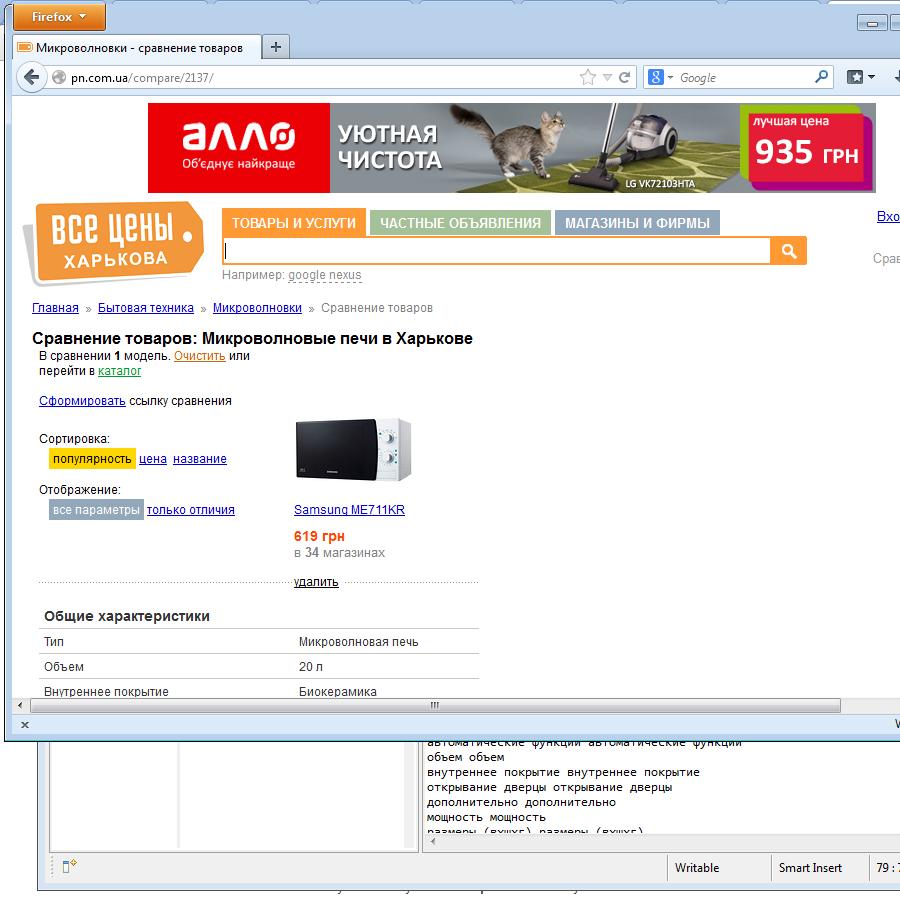 Firefox
Микроволновки - сравнение товаров
pn.com.ua/compare/2137/
Google
алло
Об'єднує найкраще
УЮТНАЯ
ЧИСТОТА
LG VK72103HTA
лучшая цена
935 ГРН
ВСЕ ЦЕНЫ
ХАРЬКОВА
ТОВАРЫ И УСЛУГИ
ЧАСТНЫЕ ОБЪЯВЛЕНИЯ
МАГАЗИНЫ И ФИРМЫ
Вхо
Например: google nexus
Срав
Главная » Бытовая техника » Микроволновки » Сравнение товаров
Сравнение товаров: Микроволновые печи в Харькове
В сравнении 1 модель. Очистить или
перейти в каталог
Сформировать ссылку сравнения
Сортировка:
популярность цена название
Отображение:
все параметры только отличия
Samsung ME711KR
619 грн
в 34 магазинах
удалить
Общие характеристики
Тип Микроволновая печь
Объем 20 л
Внутреннее покрытие Биокерамика
автоматические функции автоматические функции
объем объем
внутреннее покрытие внутреннее покрытие
открывание дверцы открывание дверцы
дополнительно дополнительно
мощность мощность
размеры (вхшхг) размеры (вхшхг)
Writable
Smart Insert
79 : 7